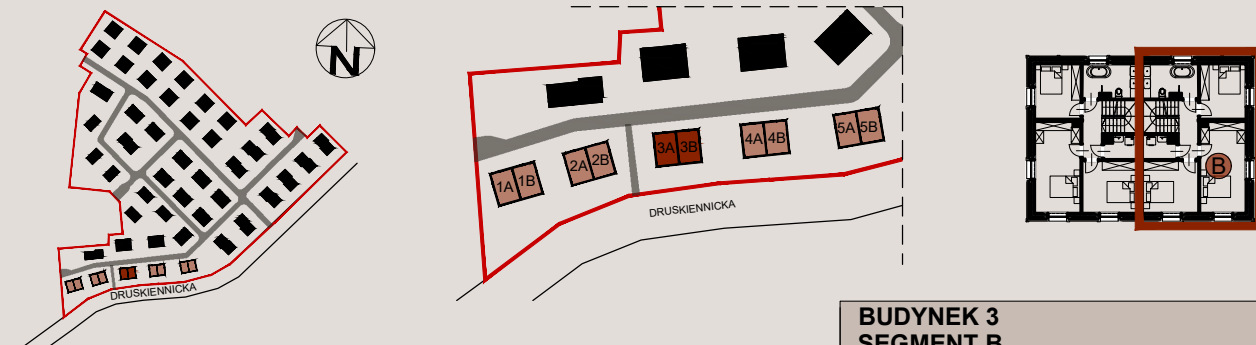 N
DRUSKIENNICKA
1A 1B
2A 2B
3A 3B
4A 4B
5A 5B
DRUSKIENNICKA
B
BUDYNEK 3
SEGMENT B